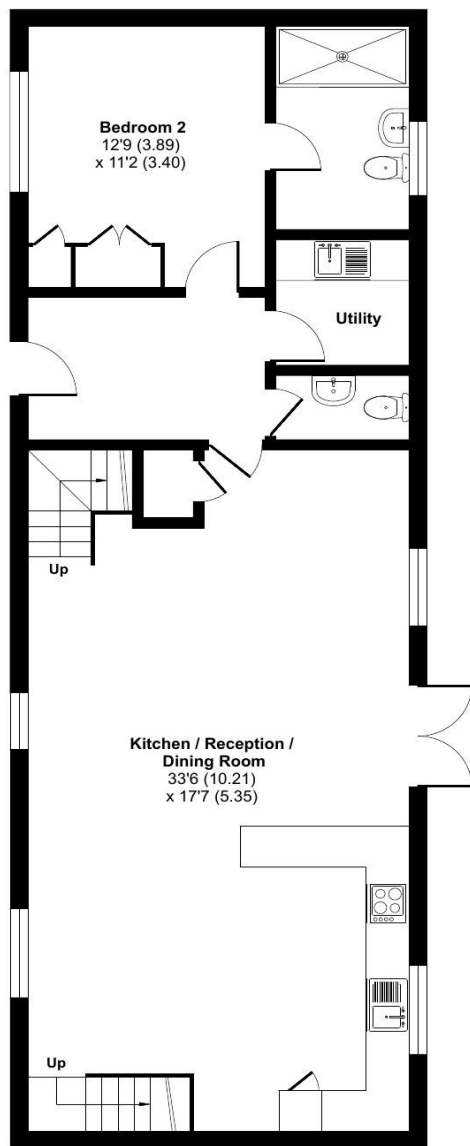 Bedroom 2
12'9 (3.89)
x 11'2 (3.40)
Utility
Up
Kitchen / Reception /
Dining Room
33'6 (10.21)
x 17'7 (5.35)
Up